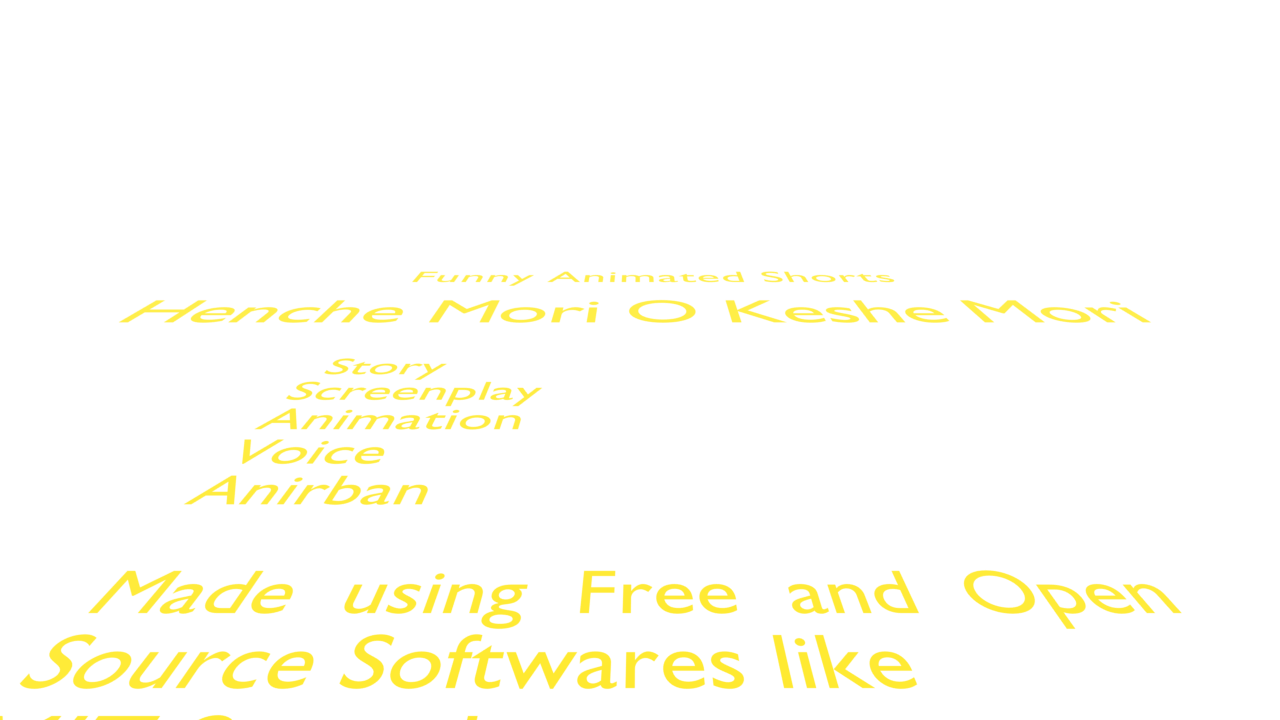 Funny Animated Shorts
Henche Mori O Keshe Mori
Story
Screenplay
Animation
Voice
Anirban
Made using Free and Open
Source Softwares like